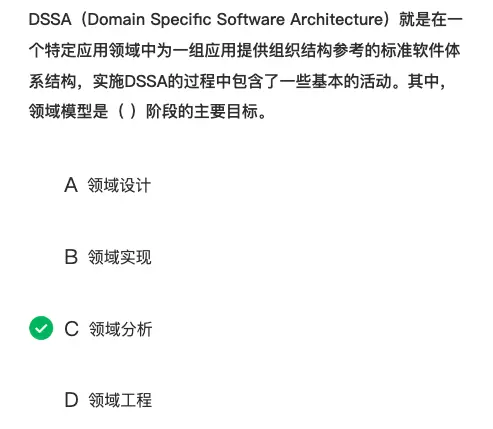 DSSA（Domain Specific Software Architecture）就是在一
个特定应用领域中为一组应用提供组织结构参考的标准软件体
系结构，实施DSSA的过程中包含了一些基本的活动。其中，
领域模型是（ ）阶段的主要目标。
A 领域设计
B 领域实现
C 领域分析
D 领域工程